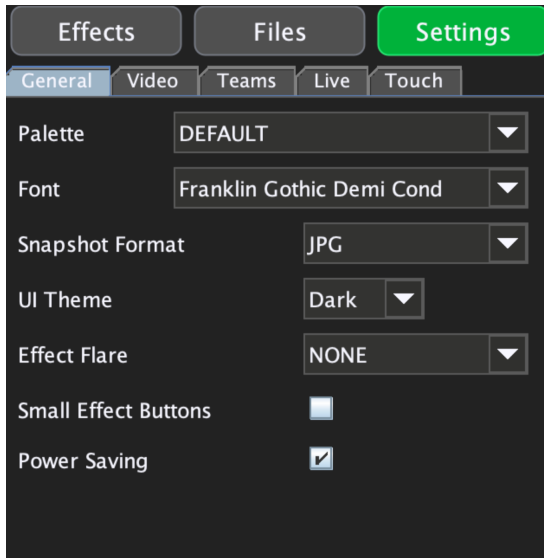 Effects Files Settings
General Video Teams Live Touch
Palette DEFAULT
Font Franklin Gothic Demi Cond
Snapshot Format JPG
UI Theme Dark
Effect Flare NONE
Small Effect Buttons
Power Saving